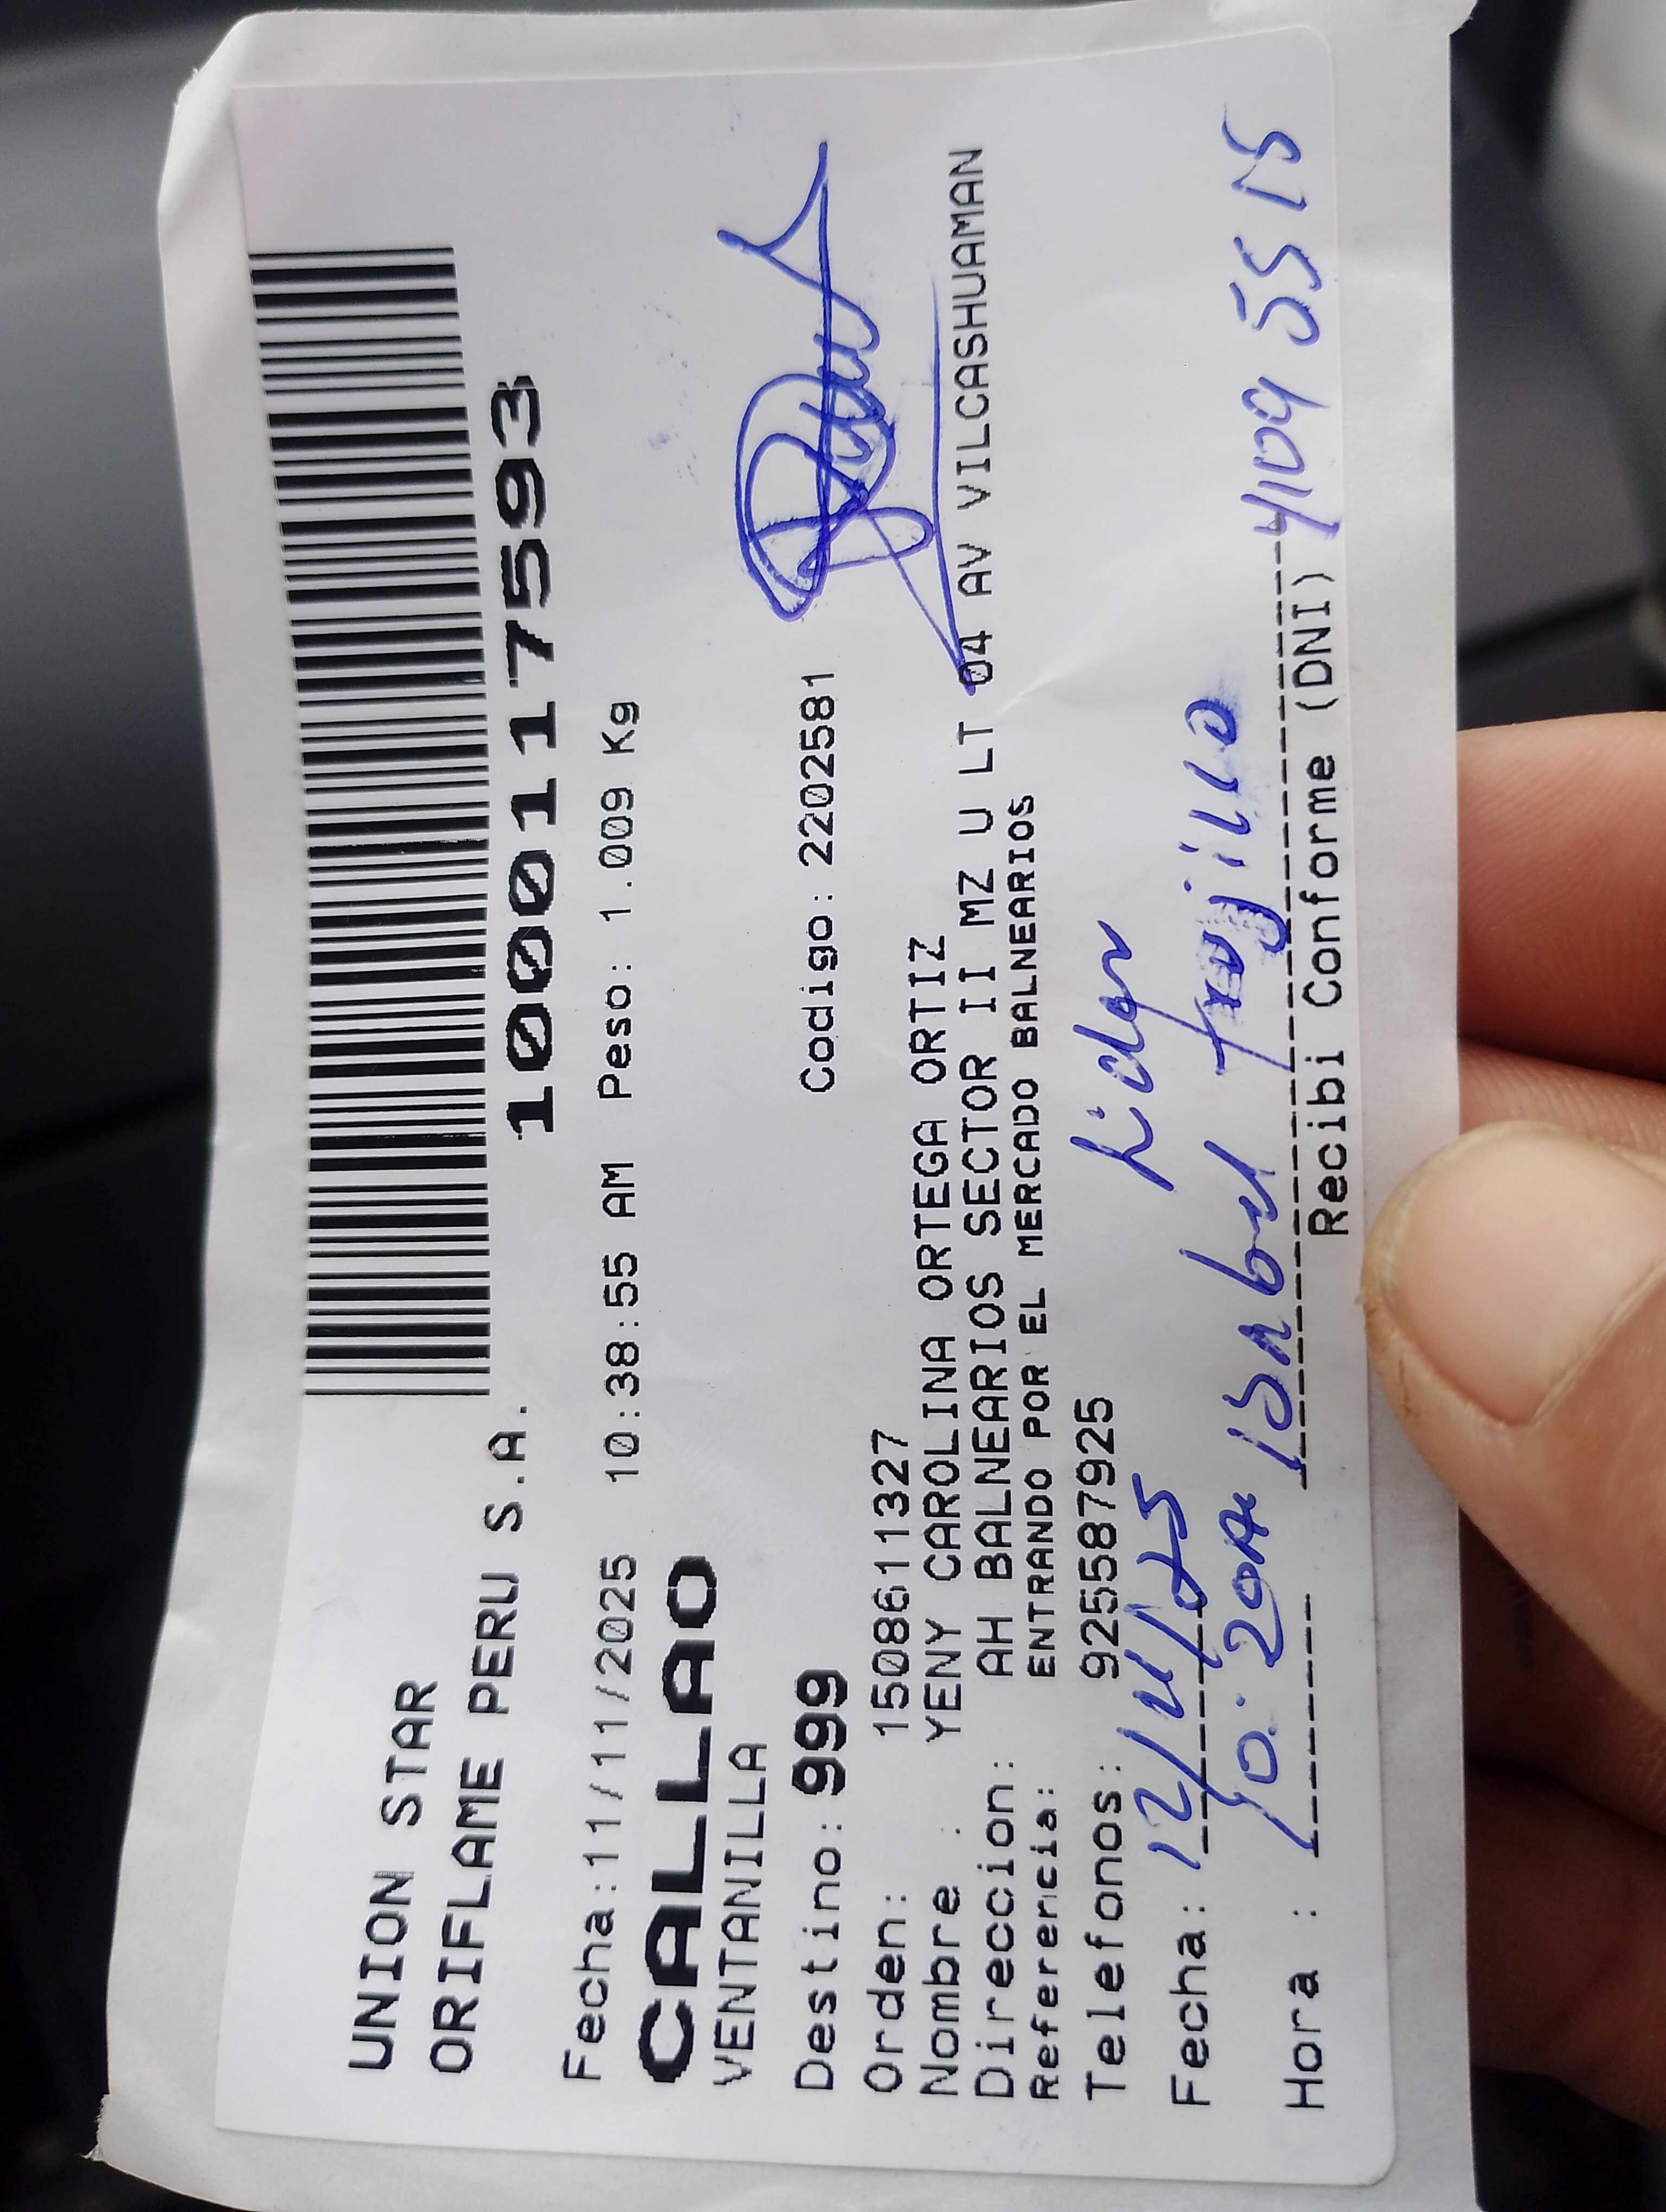 UNION STAR
ORIFLAME PERU S.A.
10017593
Fecha:11/11/2025 10:38:55 AM Peso: 1.009 Kg
CALLAO
VENTANILLA
Destino: 999 Codigo: 2202581
Orden: 1508611327
Nombre : YENY CAROLINA ORTEGA ORTIZ
Direccion: AH BALNEARIOS SECTOR II MZ U LT 04 AV VILCASHUAMAN
Referencia: ENTRANDO POR EL MERCADO BALNEARIOS
Telefonos: 925587925
Lider
Fecha: 12/11/25
Hora : 10:20AM Isabel trujillo 41095515
Recibi Conforme (DNI)